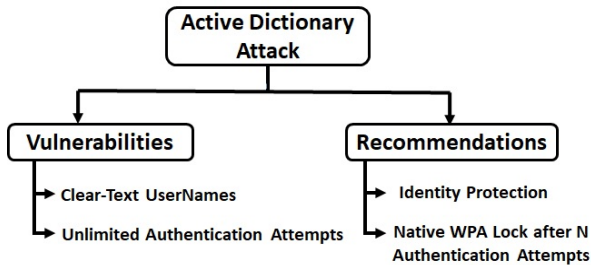 Active Dictionary
Attack
Vulnerabilities
Clear-Text UserNames
Unlimited Authentication Attempts
Recommendations
Identity Protection
Native WPA Lock after N
Authentication Attempts